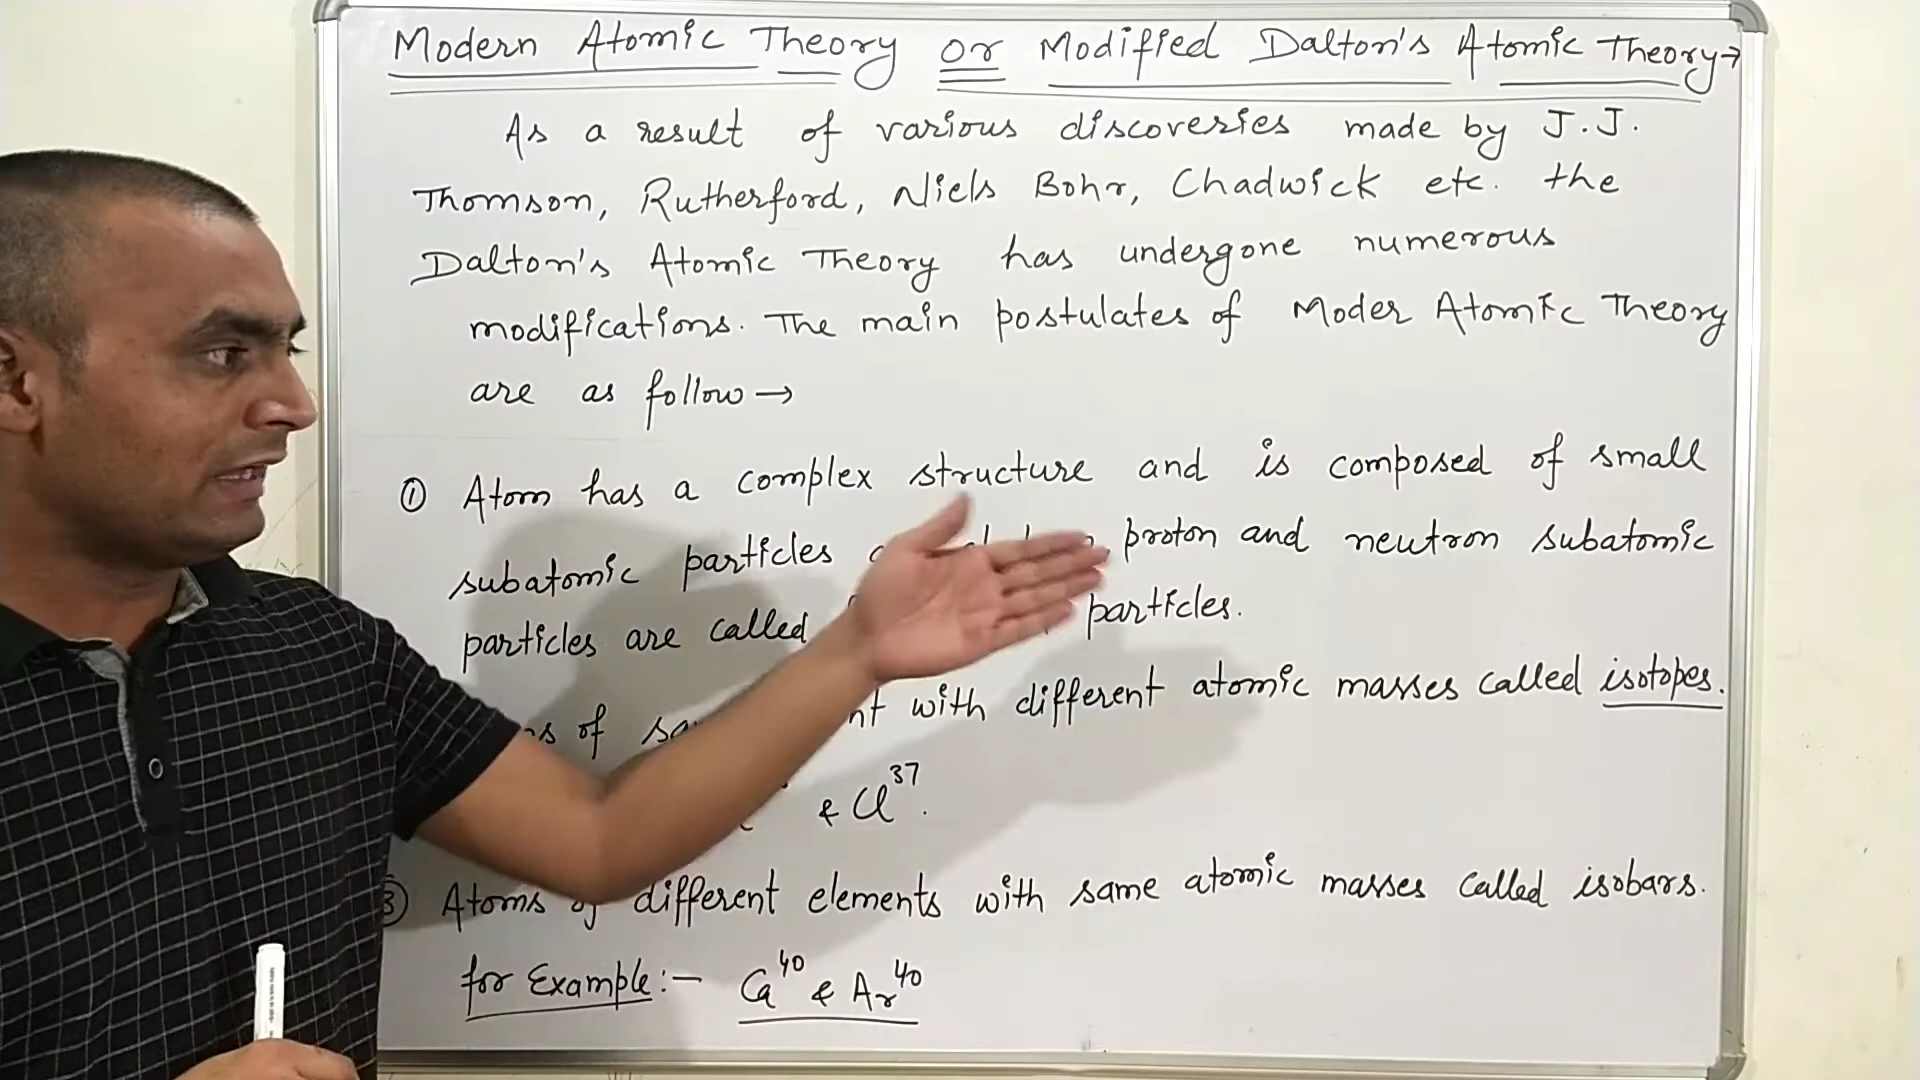 Modern Atomic Theory or Modified Dalton's Atomic Theory→
As a result of various discoveries made by J.J.
Thomson, Rutherford, Niels Bohr, Chadwick etc. the
Dalton's Atomic Theory has undergone numerous
modifications. The main postulates of Moder Atomic Theory
are as follow →
① Atom has a complex structure and is composed of small
subatomic particles proton and neutron subatomic
particles are called particles.
of with different atomic masses called isotopes.
& Cl³⁷.
③ Atoms of different elements with same atomic masses called isobars.
for Example:- Ca⁴⁰ & Ar⁴⁰